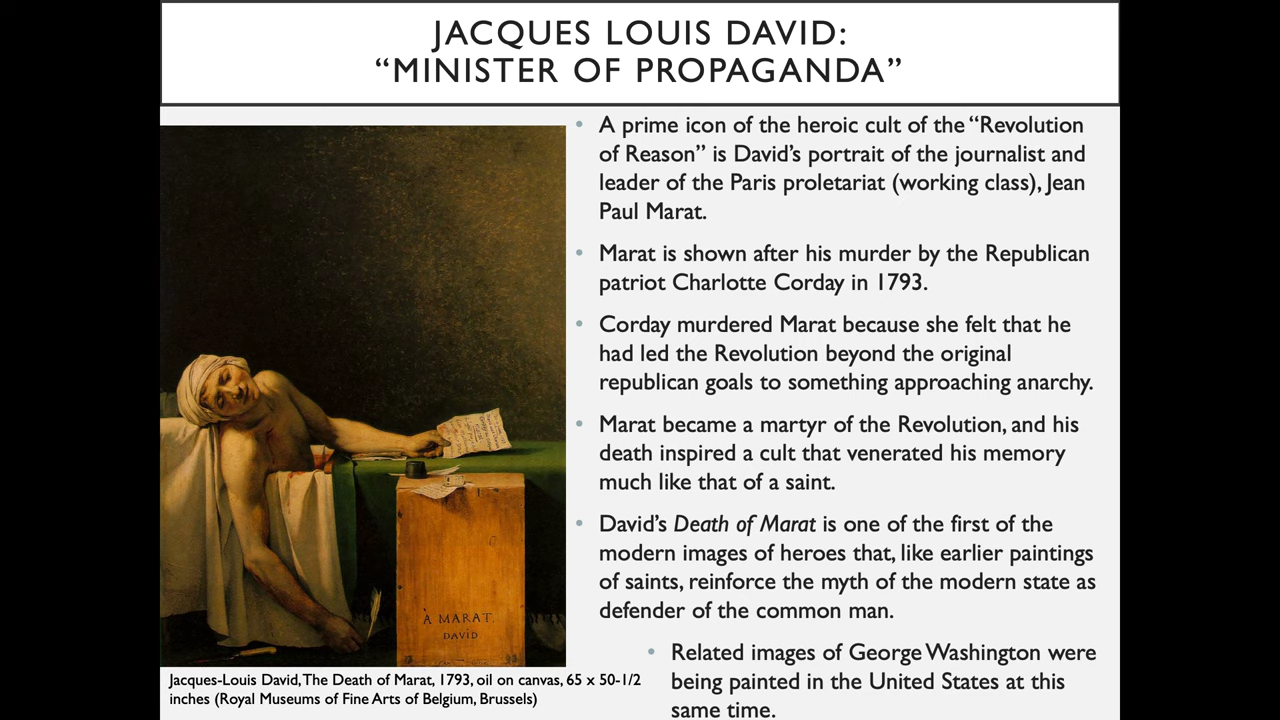 JACQUES LOUIS DAVID:
“MINISTER OF PROPAGANDA”
• A prime icon of the heroic cult of the “Revolution
of Reason” is David’s portrait of the journalist and
leader of the Paris proletariat (working class), Jean
Paul Marat.
• Marat is shown after his murder by the Republican
patriot Charlotte Corday in 1793.
• Corday murdered Marat because she felt that he
had led the Revolution beyond the original
republican goals to something approaching anarchy.
• Marat became a martyr of the Revolution, and his
death inspired a cult that venerated his memory
much like that of a saint.
• David’s Death of Marat is one of the first of the
modern images of heroes that, like earlier paintings
of saints, reinforce the myth of the modern state as
defender of the common man.
• Related images of George Washington were
being painted in the United States at this
same time.
À MARAT.
DAVID
Jacques-Louis David, The Death of Marat, 1793, oil on canvas, 65 x 50-1/2
inches (Royal Museums of Fine Arts of Belgium, Brussels)